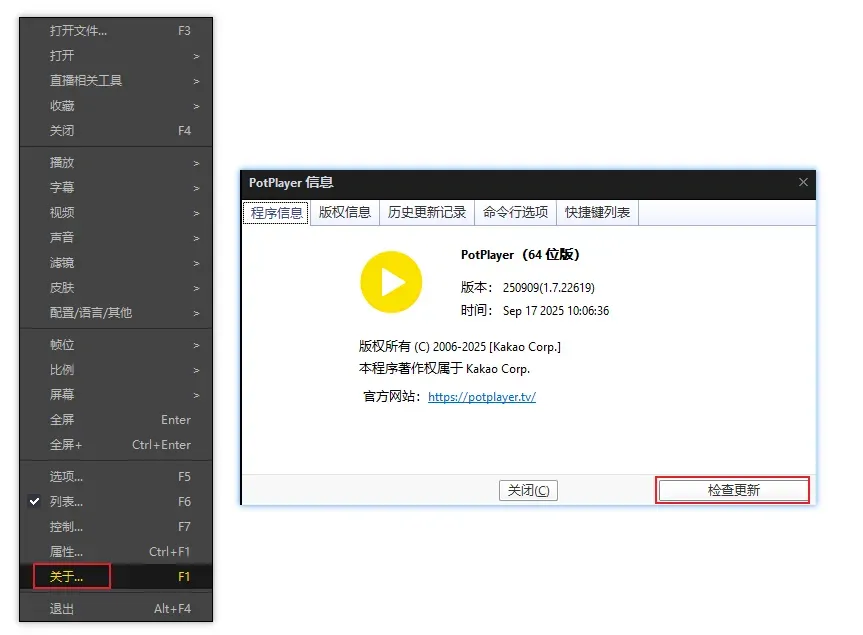 打开文件... F3
打开 >
直播相关工具 >
收藏 >
关闭 F4
播放 >
字幕 >
视频 >
声音 >
滤镜 >
皮肤 >
配置/语言/其他 >
帧位 >
比例 >
屏幕 >
全屏 Enter
全屏+ Ctrl+Enter
选项... F5
列表... F6
控制... F7
属性... Ctrl+F1
关于... F1
退出 Alt+F4
PotPlayer 信息
程序信息 版权信息 历史更新记录 命令行选项 快捷键列表
PotPlayer（64 位版）
版本： 250909(1.7.22619)
时间： Sep 17 2025 10:06:36
版权所有 (C) 2006-2025 [Kakao Corp.]
本程序著作权属于 Kakao Corp.
官方网站： https://potplayer.tv/
关闭(C) 检查更新